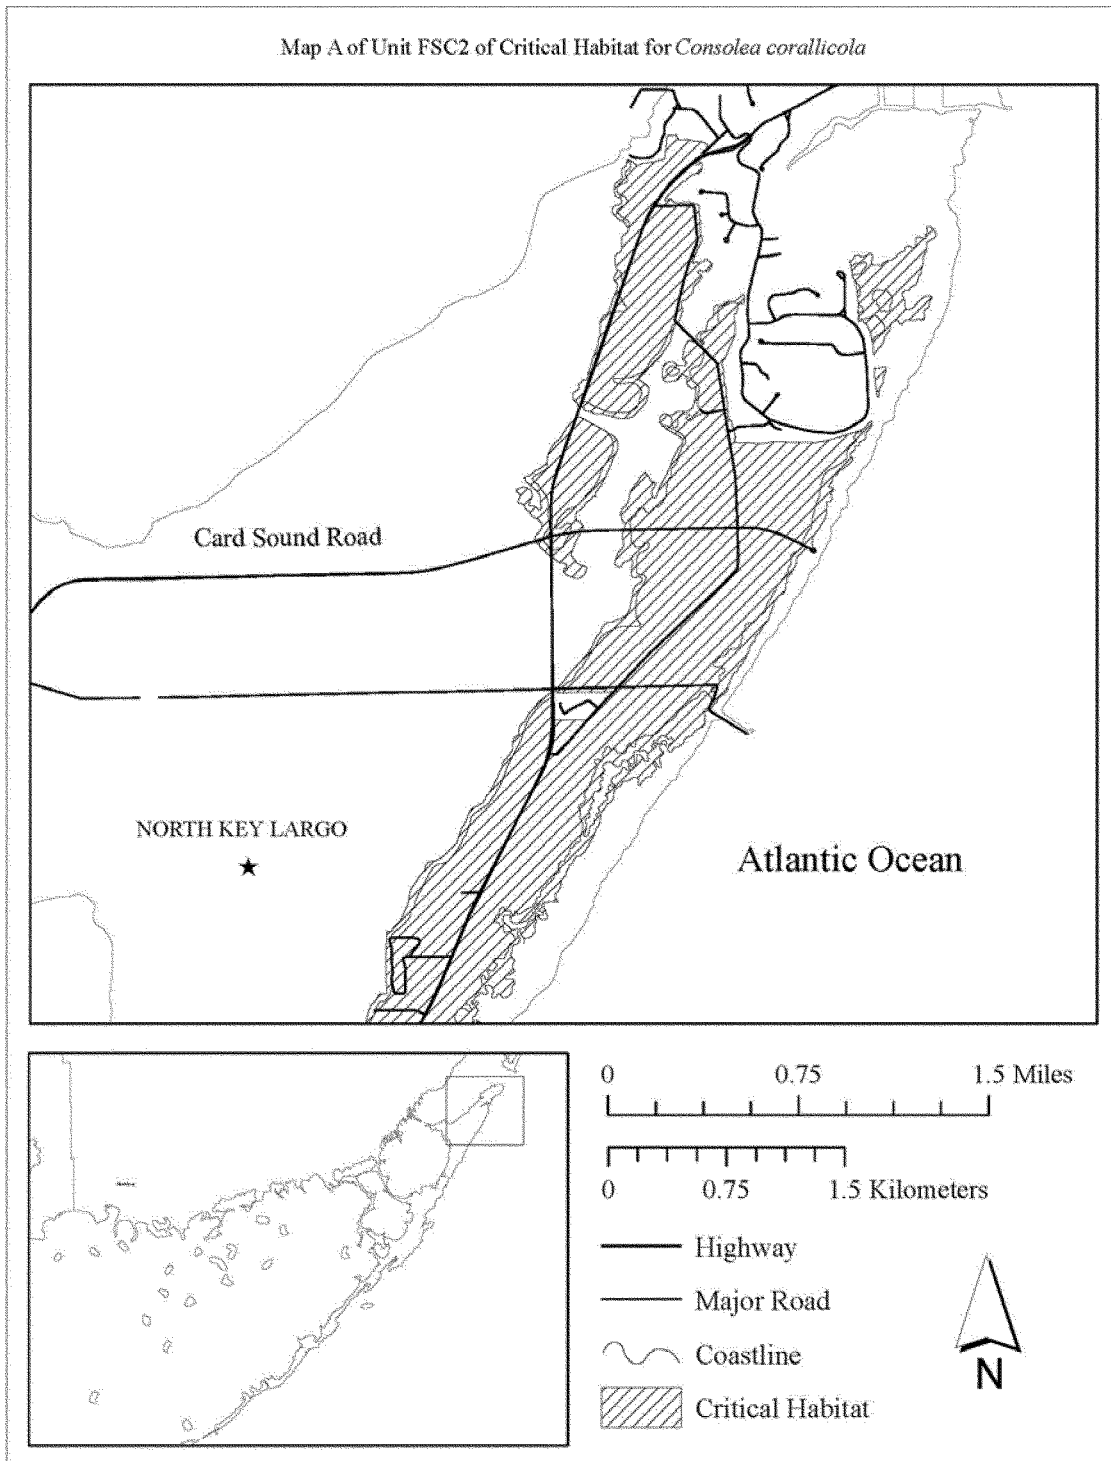 Map A of Unit FSC2 of Critical Habitat for Consolea corallicola
Card Sound Road
NORTH KEY LARGO
Atlantic Ocean
0 0.75 1.5 Miles
0 0.75 1.5 Kilometers
Highway
Major Road
Coastline
Critical Habitat
N